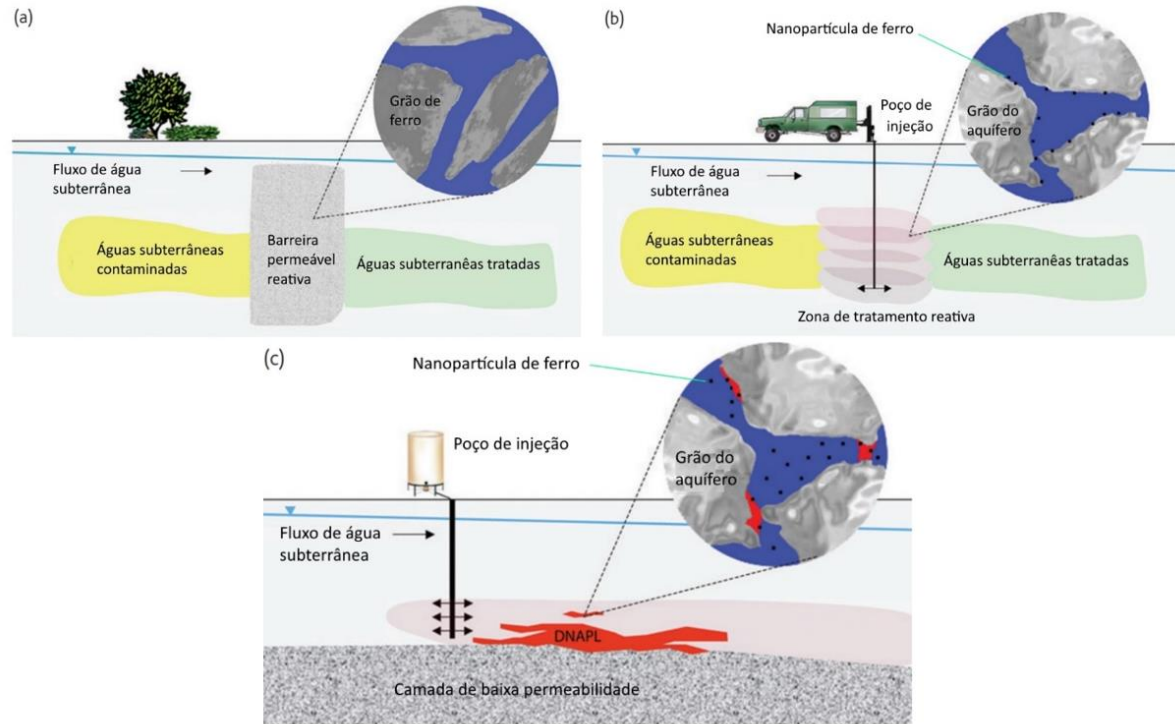 (a)
Grão de
ferro
Fluxo de água
subterrânea
Águas subterrâneas
contaminadas
Barreira
permeável
reativa
Águas subterranêas tratadas
(b)
Nanopartícula de ferro
Poço de
injeção
Grão do
aquífero
Fluxo de água
subterrânea
Águas subterrâneas
contaminadas
Águas subterranêas tratadas
Zona de tratamento reativa
(c)
Nanopartícula de ferro
Poço de injeção
Grão do
aquífero
Fluxo de água
subterrânea
DNAPL
Camada de baixa permeabilidade